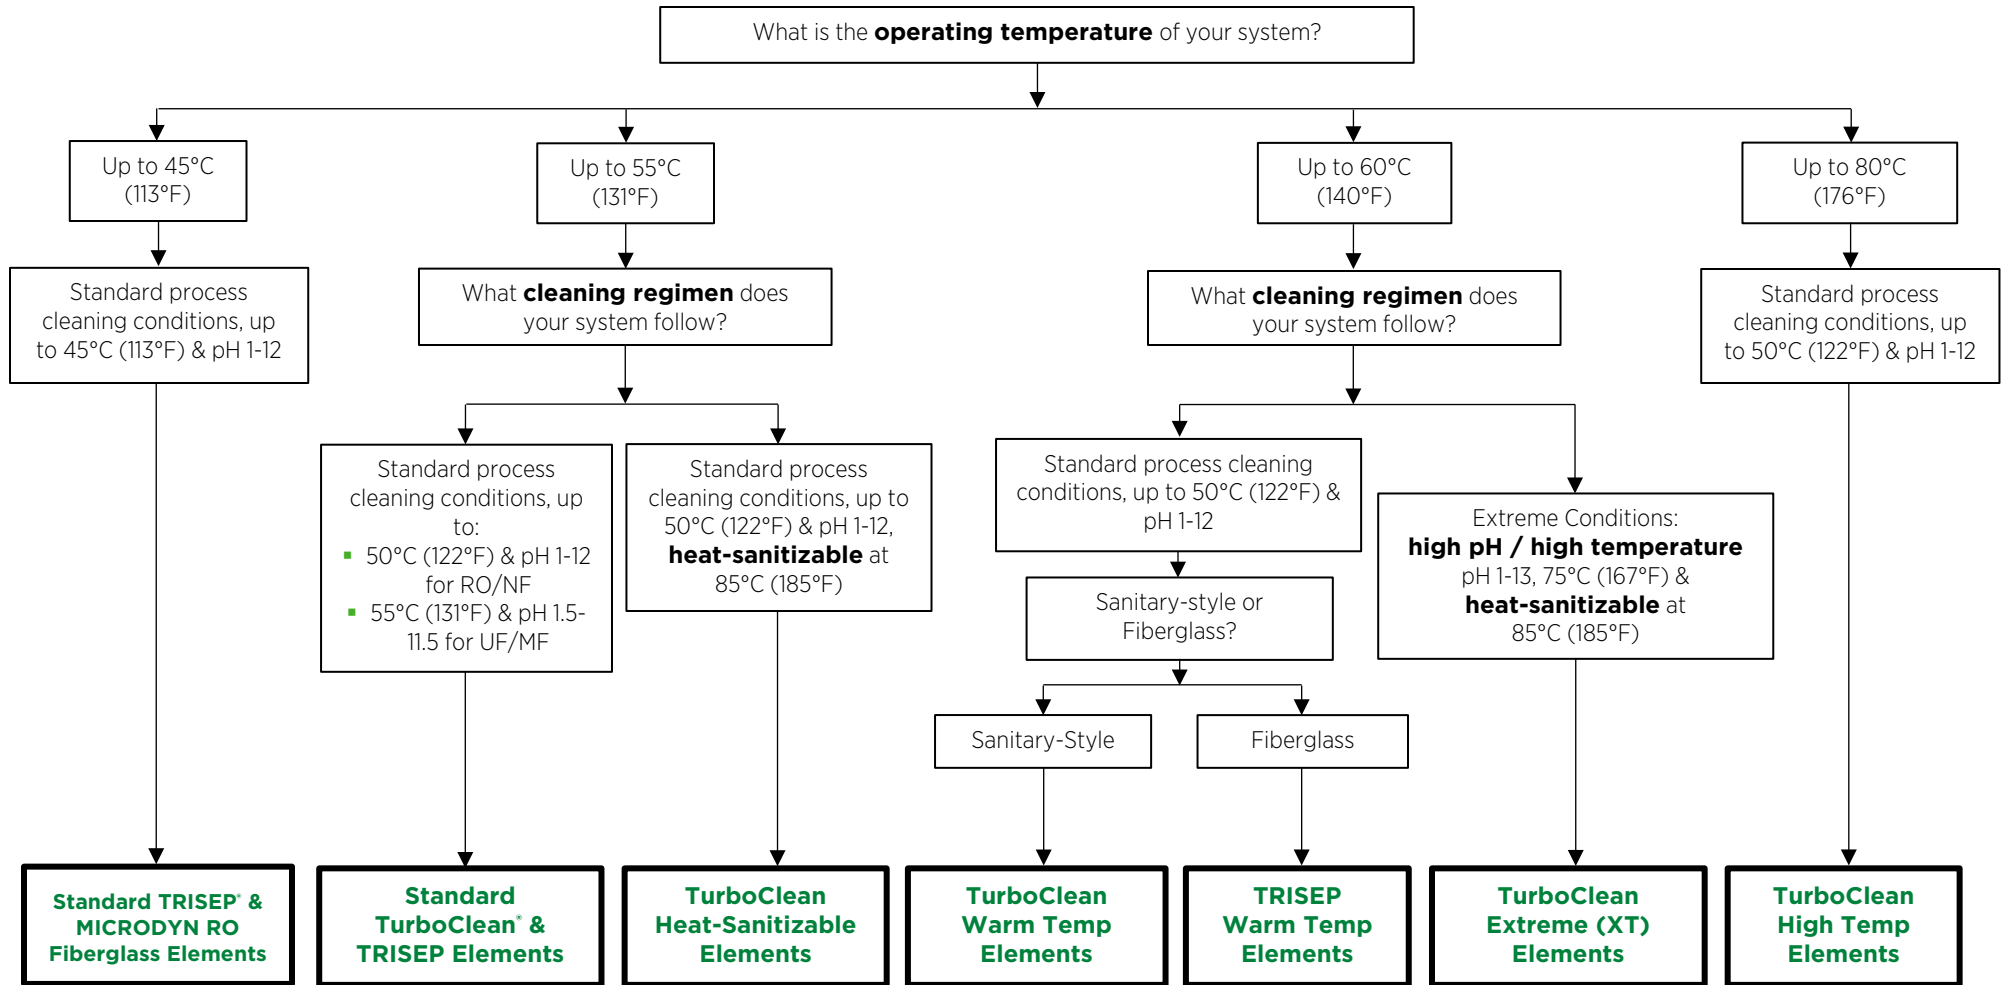 What is the operating temperature of your system?
Up to 45°C
(113°F)
Up to 55°C
(131°F)
Up to 60°C
(140°F)
Up to 80°C
(176°F)
Standard process
cleaning conditions, up
to 45°C (113°F) & pH 1-12
What cleaning regimen does
your system follow?
What cleaning regimen does
your system follow?
Standard process
cleaning conditions, up
to 50°C (122°F) & pH 1-12
Standard process
cleaning conditions, up
to:
▪ 50°C (122°F) & pH 1-12
for RO/NF
▪ 55°C (131°F) & pH 1.5-
11.5 for UF/MF
Standard process
cleaning conditions, up to
50°C (122°F) & pH 1-12,
heat-sanitizable at
85°C (185°F)
Standard process cleaning
conditions, up to 50°C (122°F) &
pH 1-12
Extreme Conditions:
high pH / high temperature
pH 1-13, 75°C (167°F) &
heat-sanitizable at
85°C (185°F)
Sanitary-style or
Fiberglass?
Sanitary-Style
Fiberglass
Standard TRISEP® &
MICRODYN RO
Fiberglass Elements
Standard
TurboClean® &
TRISEP Elements
TurboClean
Heat-Sanitizable
Elements
TurboClean
Warm Temp
Elements
TRISEP
Warm Temp
Elements
TurboClean
Extreme (XT)
Elements
TurboClean
High Temp
Elements